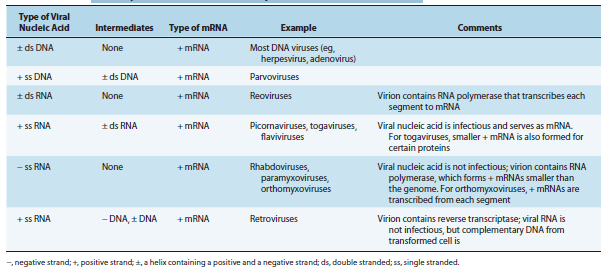 Type of Viral
Nucleic Acid Intermediates Type of mRNA Example Comments
± ds DNA None + mRNA Most DNA viruses (eg,
herpesvirus, adenovirus)
+ ss DNA ± ds DNA + mRNA Parvoviruses
± ds RNA None + mRNA Reoviruses Virion contains RNA polymerase that transcribes each
segment to mRNA
+ ss RNA ± ds RNA + mRNA Picornaviruses, togaviruses, Viral nucleic acid is infectious and serves as mRNA.
flaviviruses For togaviruses, smaller + mRNA is also formed for
certain proteins
− ss RNA None + mRNA Rhabdoviruses, Viral nucleic acid is not infectious; virion contains RNA
paramyxoviruses, polymerase, which forms + mRNAs smaller than
orthomyxoviruses the genome. For orthomyxoviruses, + mRNAs are
transcribed from each segment
+ ss RNA − DNA, ± DNA + mRNA Retroviruses Virion contains reverse transcriptase; viral RNA is
not infectious, but complementary DNA from
transformed cell is
−, negative strand; +, positive strand; ±, a helix containing a positive and a negative strand; ds, double stranded; ss, single stranded.